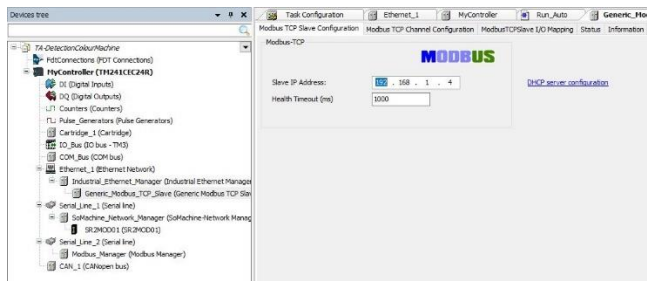 Devices tree
TA-DetectionColourMachine
FdtConnections (FDT Connections)
MyController (TM241CEC24R)
DI (Digital Inputs)
DQ (Digital Outputs)
Counters (Counters)
Pulse_Generators (Pulse Generators)
Cartridge_1 (Cartridge)
IO_Bus (IO bus - TM3)
COM_Bus (COM bus)
Ethernet_1 (Ethernet Network)
Industrial_Ethernet_Manager (Industrial Ethernet Manager
Generic_Modbus_TCP_Slave (Generic Modbus TCP Slav
Serial_Line_1 (Serial line)
SoMachine_Network_Manager (SoMachine-Network Manag
SR2MOD01 (SR2MOD01)
Serial_Line_2 (Serial line)
Modbus_Manager (Modbus Manager)
CAN_1 (CANopen bus)
Task Configuration Ethernet_1 MyController Run_Auto Generic_Mod
Modbus TCP Slave Configuration Modbus TCP Channel Configuration ModbusTCPSlave I/O Mapping Status Information
Modbus-TCP
MODBUS
Slave IP Address: 192 . 168 . 1 . 4 DHCP server configuration
Health Timeout (ms) 1000